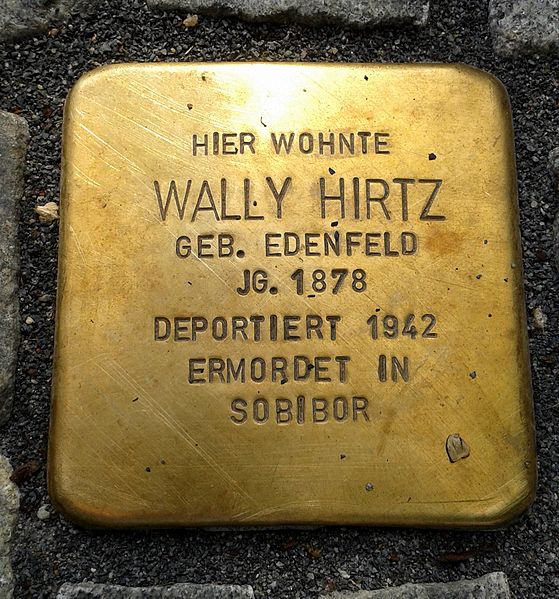 HIER WOHNTE
WALLY HIRTZ
GEB. EDENFELD
JG. 1878
DEPORTIERT 1942
ERMORDET IN
SOBIBOR